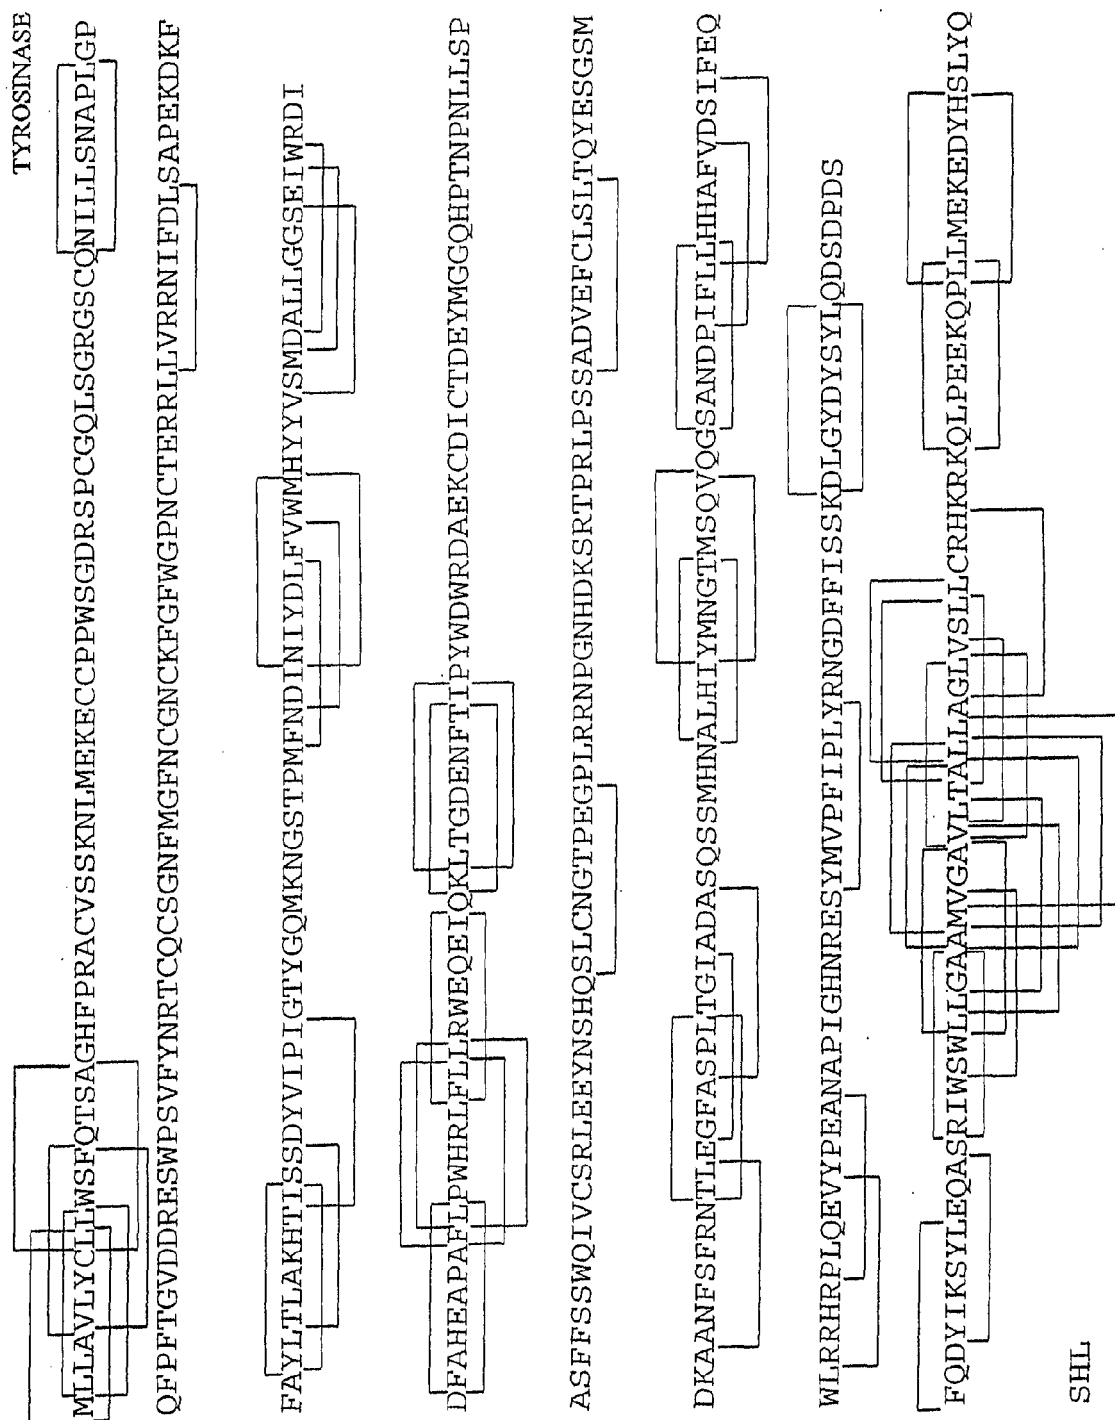 TYROSINASE
MLLAVLYCLLWSFQTSAGHFPRACVSSKNLMEKECCPPWSGDRSPCGQLSGRGSCQNILLSNAPLGP
QFPFTGVDDRESWPSVFYNRTCQCSGNFMGFNCGNCKFGFWGPNCTERRLLVRRNIFDLSAPEKDKF
FAYLTLAKHTISSDYVIPIGTYGQMKNGSTPMFNDINIYDLFVWMHYYVSMDALLGGSEIWRDI
DFAHEAPAFLPWHRLFLLRWEQEIQKLTGDENFTIPYWDWRDAEKCDICTDEYMGGQHPTNPNLLSP
ASFFSSWQIVCSRLEEYNSHQSLCNGTPEGPLRRNPGNHDKSRTPRLPSSADVEFCLSLTQYESGSM
DKAANFSFRNTLEGFASPLTGIADASQSSMHNALHIYMNGTMSQVQGSANDPIFLLHHAFVDSIFEQ
WLRRHRPLQEVYPEANAPIGHNRESYMVPFIPLYRNGDFFISSKDLGYDYSYLQDSDPDS
FQDYIKSYLEQASRIWSWLLGAAMVGAVLTALLAGLVSLLCRHKRKQLPEEKQPLLMEKEDYHSLYQ
SHL